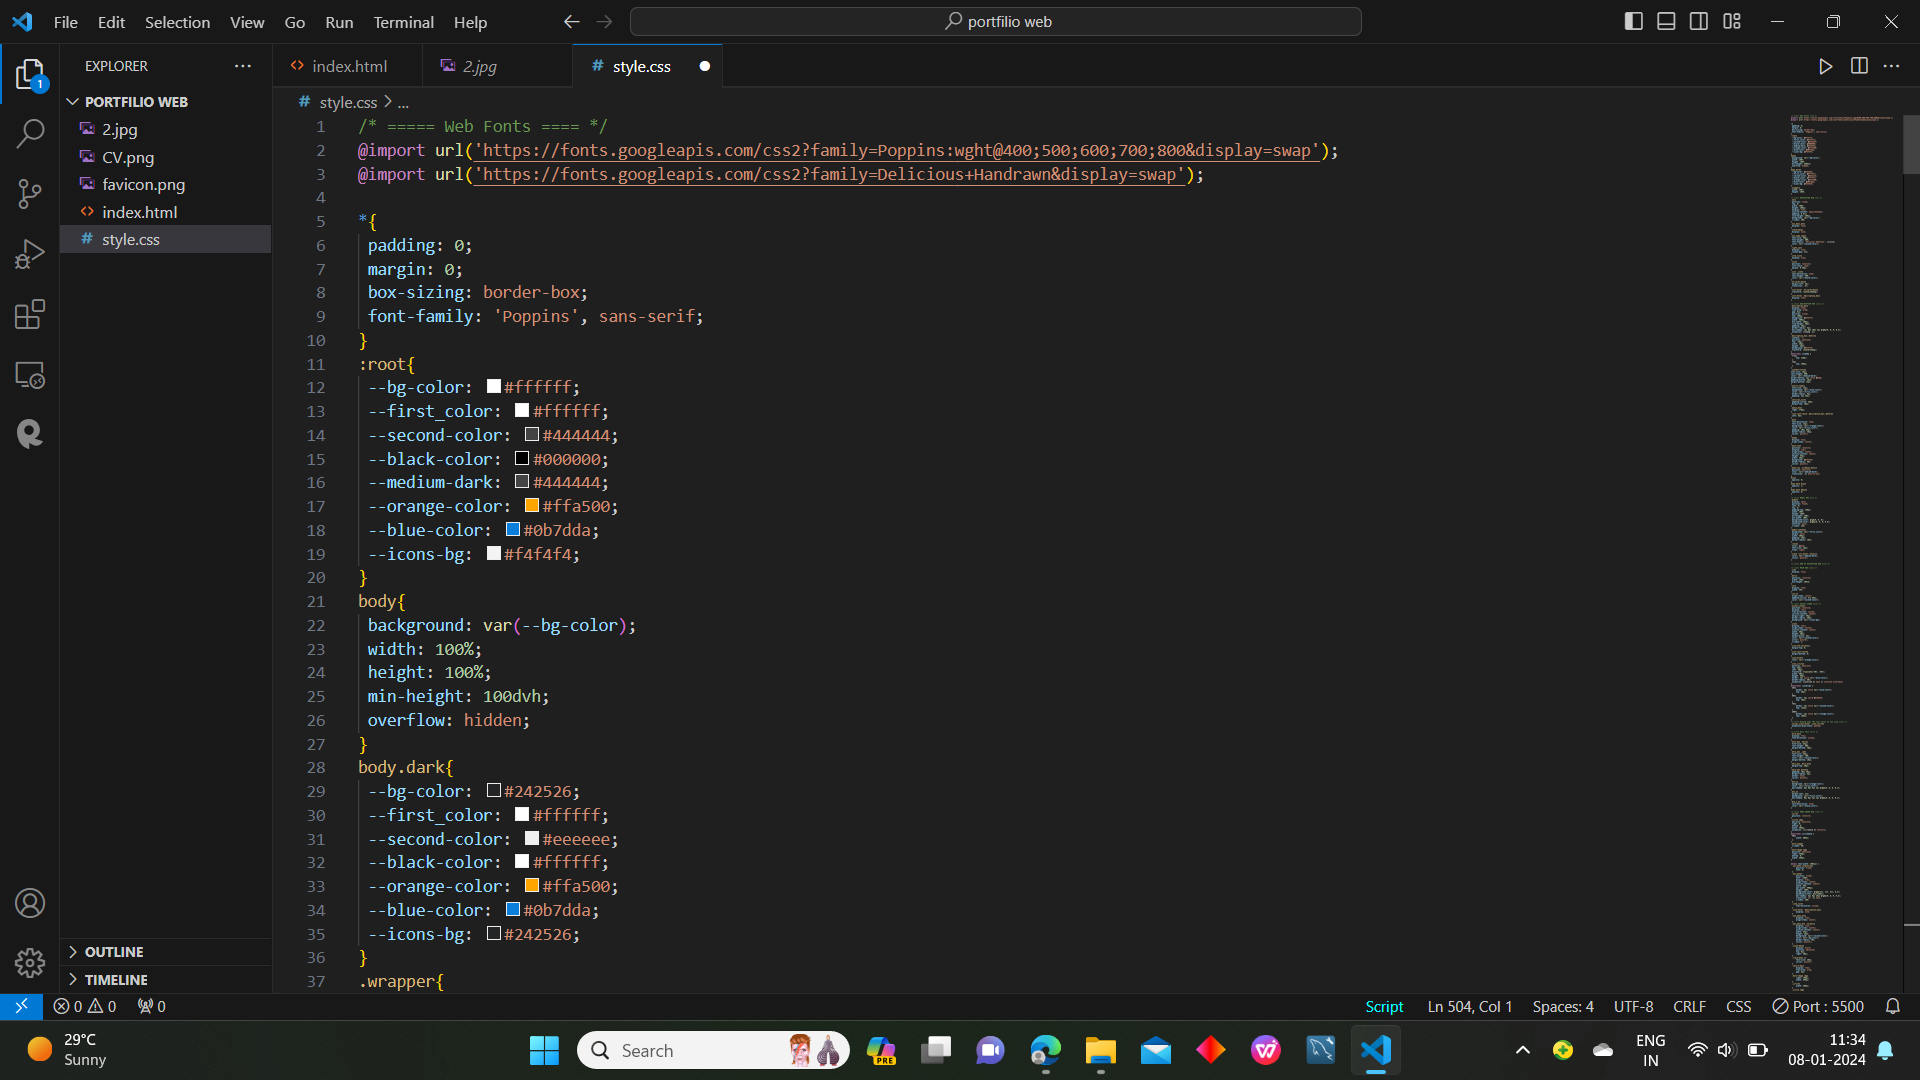 File Edit Selection View Go Run Terminal Help
portfilio web
EXPLORER
index.html
2.jpg
style.css
PORTFILIO WEB
2.jpg
CV.png
favicon.png
index.html
style.css
OUTLINE
TIMELINE
1
# style.css > ...
1 /* ===== Web Fonts ==== */
2 @import url('https://fonts.googleapis.com/css2?family=Poppins:wght@400;500;600;700;800&display=swap');
3 @import url('https://fonts.googleapis.com/css2?family=Delicious+Handrawn&display=swap');
4
5 *{
6 padding: 0;
7 margin: 0;
8 box-sizing: border-box;
9 font-family: 'Poppins', sans-serif;
10 }
11 :root{
12 --bg-color: #ffffff;
13 --first_color: #ffffff;
14 --second-color: #444444;
15 --black-color: #000000;
16 --medium-dark: #444444;
17 --orange-color: #ffa500;
18 --blue-color: #0b7dda;
19 --icons-bg: #f4f4f4;
20 }
21 body{
22 background: var(--bg-color);
23 width: 100%;
24 height: 100%;
25 min-height: 100dvh;
26 overflow: hidden;
27 }
28 body.dark{
29 --bg-color: #242526;
30 --first_color: #ffffff;
31 --second-color: #eeeeee;
32 --black-color: #ffffff;
33 --orange-color: #ffa500;
34 --blue-color: #0b7dda;
35 --icons-bg: #242526;
36 }
37 .wrapper{
0 0 0
Script Ln 504, Col 1 Spaces: 4 UTF-8 CRLF CSS Port : 5500
29°C
Sunny
Search
PRE
ENG
IN
11:34
08-01-2024